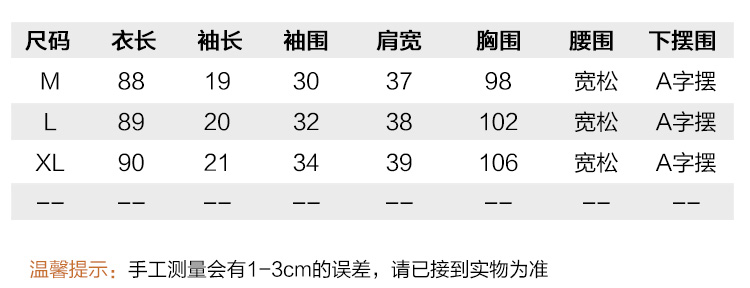 尺码 衣长 袖长 袖围 肩宽 胸围 腰围 下摆围
M 88 19 30 37 98 宽松 A字摆
L 89 20 32 38 102 宽松 A字摆
XL 90 21 34 39 106 宽松 A字摆
-- -- -- -- -- -- -- --
温馨提示：手工测量会有1-3cm的误差，请已接到实物为准